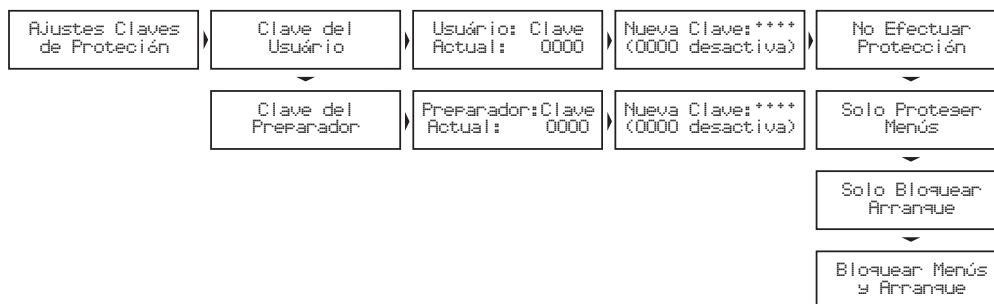 Ajustes Claves
de Proteción
Clave del
Usuário
Usuário: Clave
Actual: 0000
Nueva Clave:****
(0000 desactiva)
No Efectuar
Protección
Clave del
Preparador
Preparador:Clave
Actual: 0000
Nueva Clave:****
(0000 desactiva)
Solo Proteger
Menús
Solo Bloquear
Arranque
Bloquear Menús
y Arranque